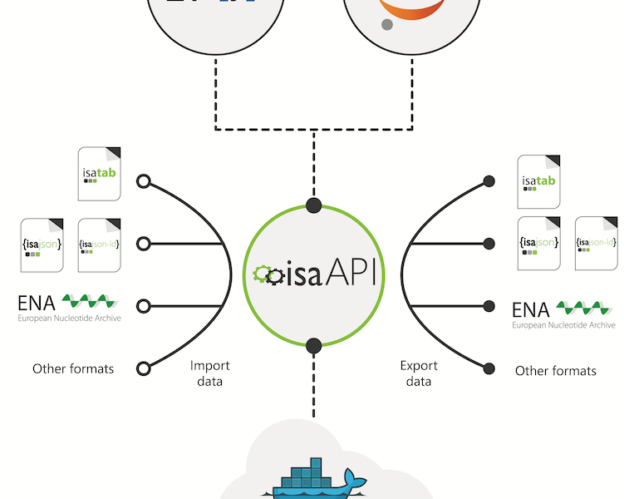 isatab
isatab
{isajson}
{isajson-ld}
{isajson}
{isajson-ld}
isaAPI
ENA
European Nucleotide Archive
ENA
European Nucleotide Archive
Other formats
Import
data
Export
data
Other formats